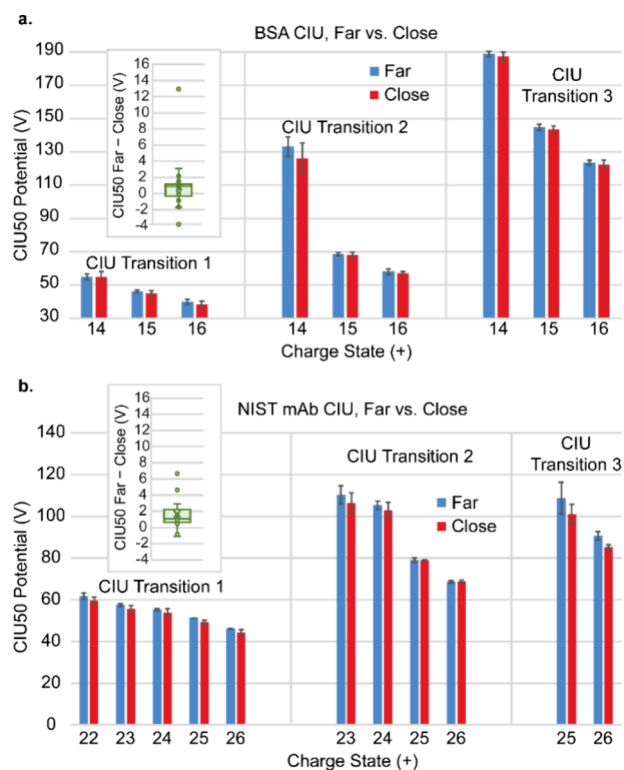 a.
BSA CIU, Far vs. Close
CIU50 Potential (V)
190
170
150
130
110
90
70
50
30
CIU50 Far – Close (V)
16
14
12
10
8
6
4
2
0
-2
-4
Far
Close
CIU Transition 1
CIU Transition 2
CIU
Transition 3
14 15 16 14 15 16 14 15 16
Charge State (+)
b.
NIST mAb CIU, Far vs. Close
CIU50 Potential (V)
140
120
100
80
60
40
20
0
CIU50 Far – Close (V)
16
14
12
10
8
6
4
2
0
-2
-4
CIU Transition 1
CIU Transition 2
CIU
Transition 3
Far
Close
22 23 24 25 26 23 24 25 26 25 26
Charge State (+)